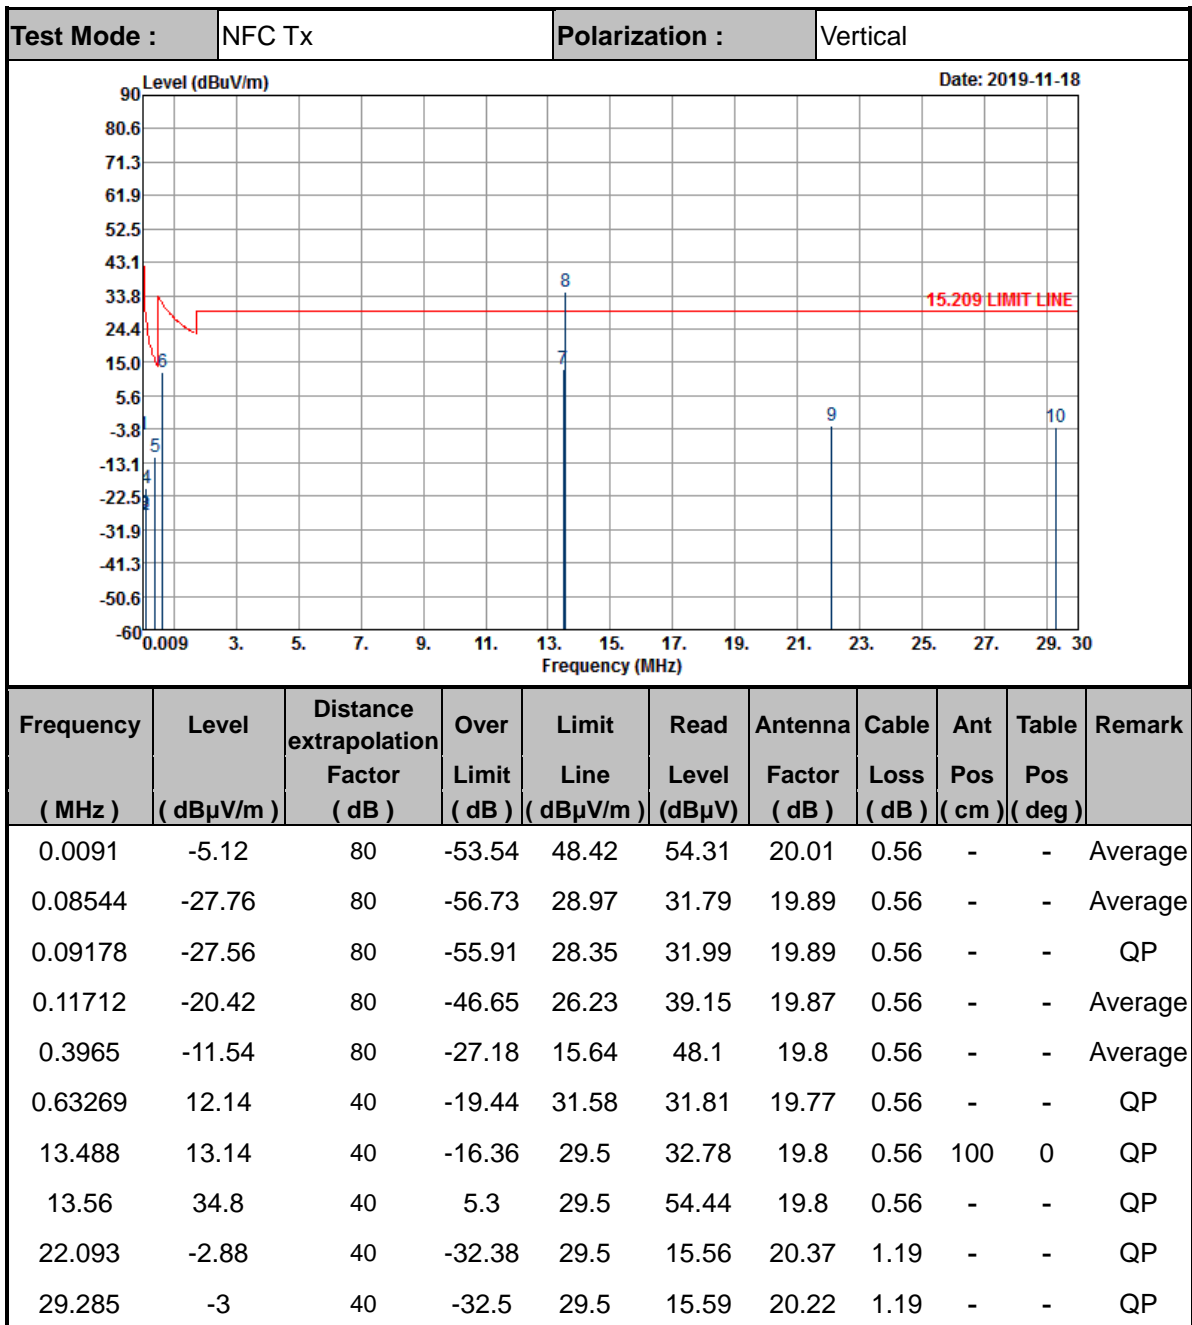 Test Mode : NFC Tx Polarization : Vertical
Level (dBuV/m) Date: 2019-11-18
90
80.6
71.3
61.9
52.5
43.1
33.8
24.4
15.0
5.6
-3.8
-13.1
-22.5
-31.9
-41.3
-50.6
-60
15.209 LIMIT LINE
1
4
5
6
7
8
9
10
0.009 3. 5. 7. 9. 11. 13. 15. 17. 19. 21. 23. 25. 27. 29. 30
Frequency (MHz)
Frequency Level Distance extrapolation Over Limit Read Antenna Cable Ant Table Remark
Factor Limit Line Level Factor Loss Pos Pos
( MHz ) ( dBµV/m ) ( dB ) ( dB ) ( dBµV/m ) (dBµV) ( dB ) ( dB ) ( cm ) ( deg )
0.0091 -5.12 80 -53.54 48.42 54.31 20.01 0.56 - - Average
0.08544 -27.76 80 -56.73 28.97 31.79 19.89 0.56 - - Average
0.09178 -27.56 80 -55.91 28.35 31.99 19.89 0.56 - - QP
0.11712 -20.42 80 -46.65 26.23 39.15 19.87 0.56 - - Average
0.3965 -11.54 80 -27.18 15.64 48.1 19.8 0.56 - - Average
0.63269 12.14 40 -19.44 31.58 31.81 19.77 0.56 - - QP
13.488 13.14 40 -16.36 29.5 32.78 19.8 0.56 100 0 QP
13.56 34.8 40 5.3 29.5 54.44 19.8 0.56 - - QP
22.093 -2.88 40 -32.38 29.5 15.56 20.37 1.19 - - QP
29.285 -3 40 -32.5 29.5 15.59 20.22 1.19 - - QP